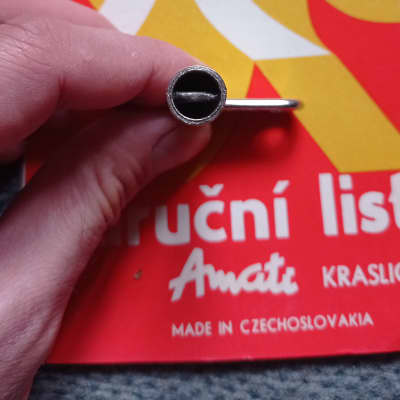 ruční list
Amati KRASLIC
MADE IN CZECHOSLOVAKIA